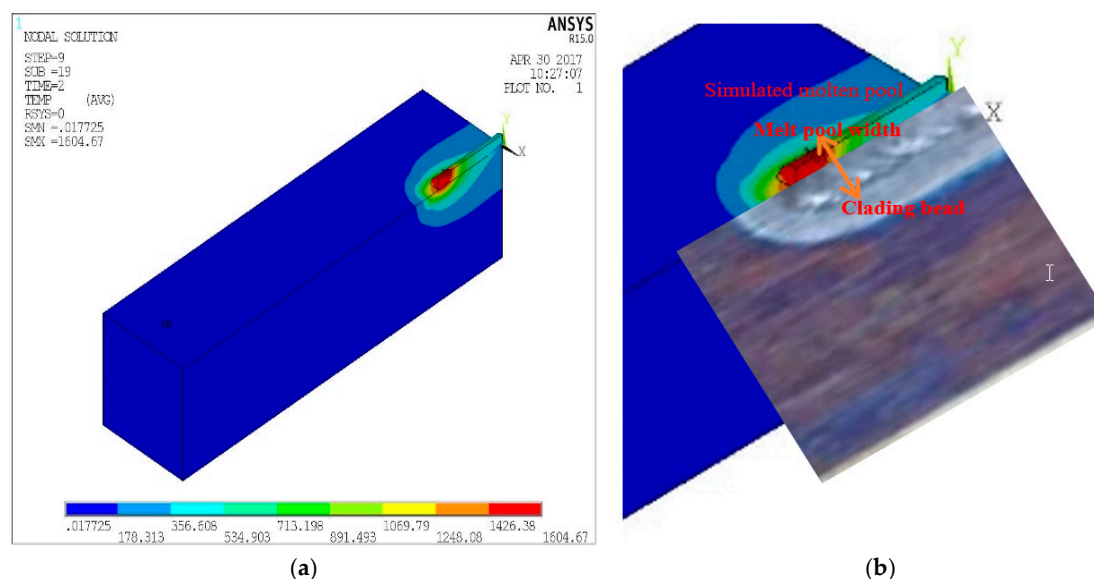 1
NODAL SOLUTION
STEP=9
SUB =19
TIME=2
TEMP (AVG)
RSYS=0
SMN =.017725
SMX =1604.67
ANSYS
R15.0
APR 30 2017
10:27:07
PLOT NO. 1
Y
X
.017725 356.608 713.198 1069.79 1426.38
178.313 534.903 891.493 1248.08 1604.67
(a)
Y
Simulated molten pool
X
Melt pool width
Clading bead
(b)